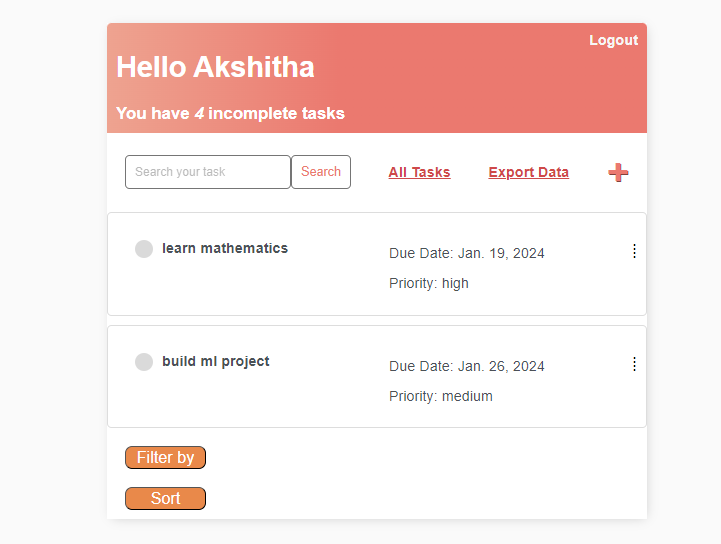 Logout
Hello Akshitha
You have 4 incomplete tasks
Search your task Search All Tasks Export Data
learn mathematics
Due Date: Jan. 19, 2024
Priority: high
build ml project
Due Date: Jan. 26, 2024
Priority: medium
Filter by
Sort